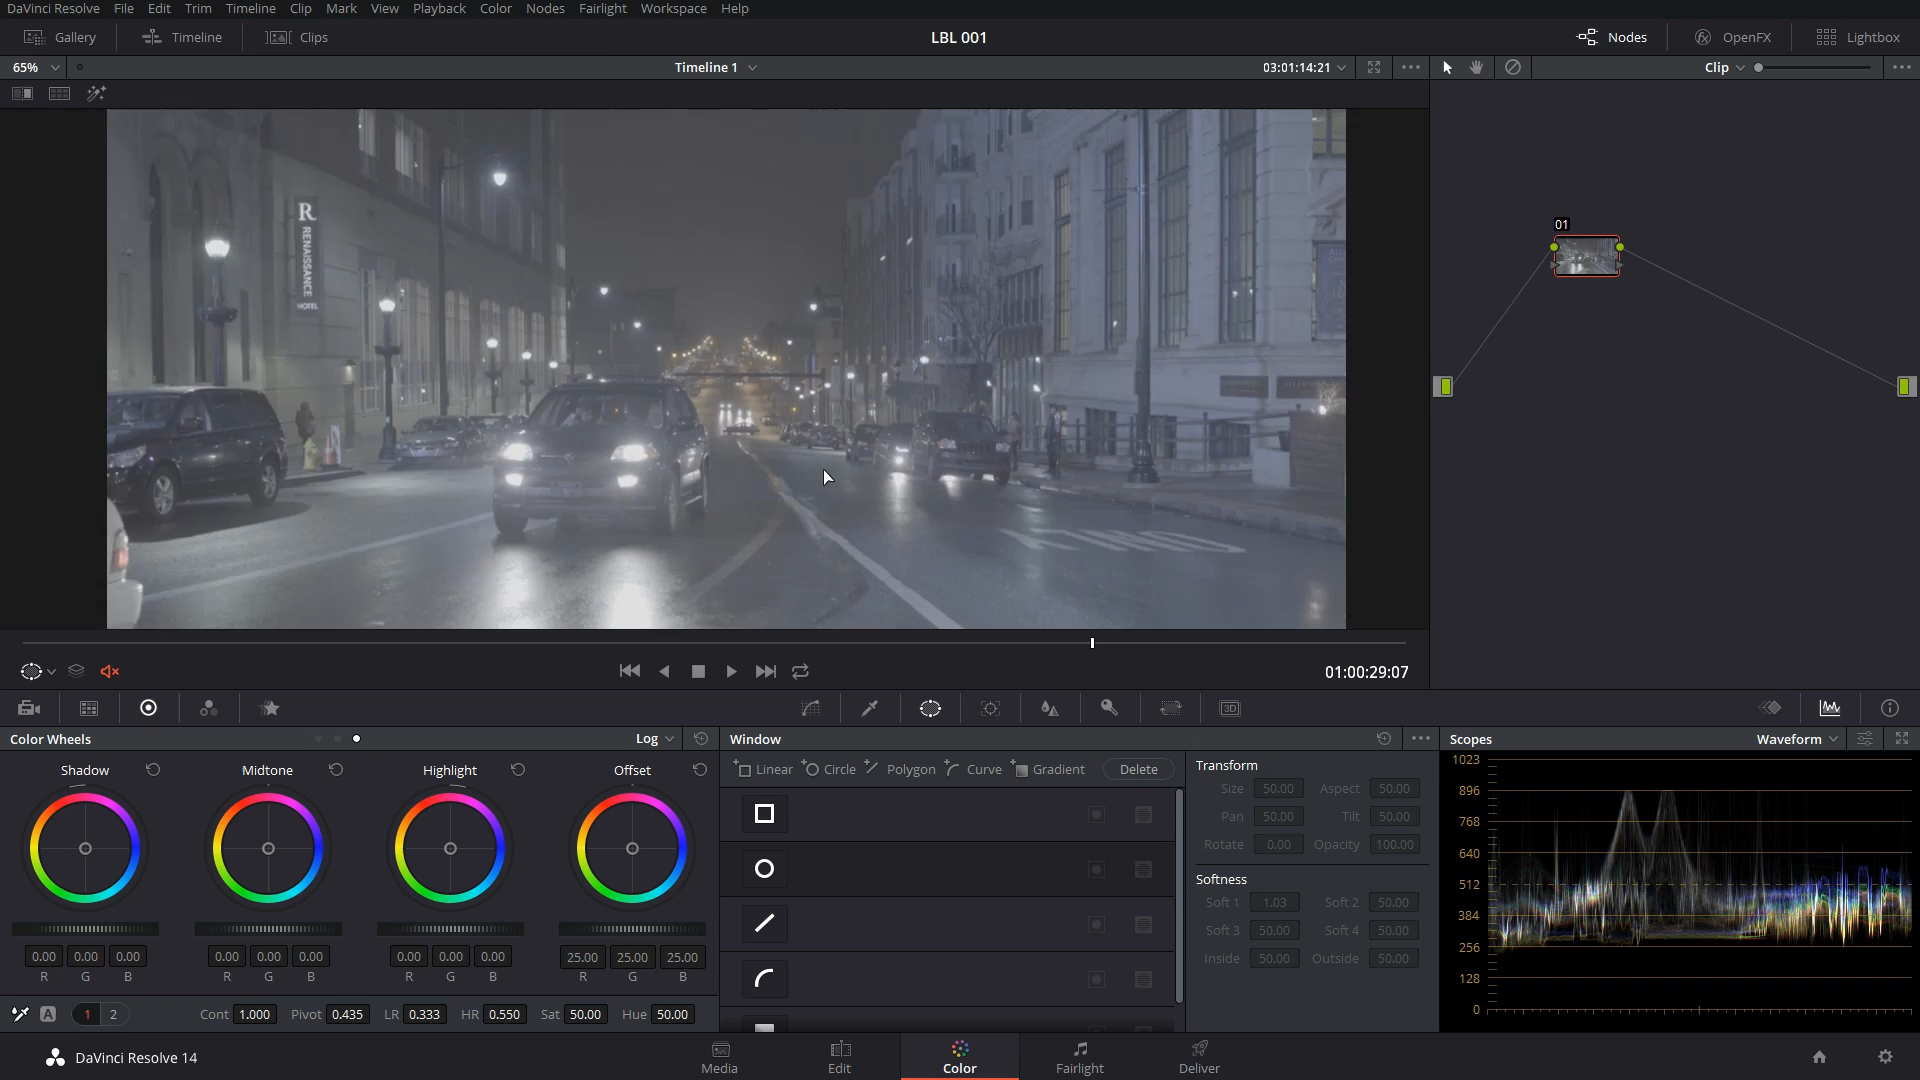 DaVinci Resolve File Edit Trim Timeline Clip Mark View Playback Color Nodes Fairlight Workspace Help
Gallery Timeline Clips LBL 001 Nodes OpenFX Lightbox
65% Timeline 1 03:01:14:21 Clip
01
R
RENAISSANCE
HOTEL
01:00:29:07
3D
Color Wheels Log Window Scopes Waveform
Shadow Midtone Highlight Offset
0.00 0.00 0.00 0.00 0.00 0.00 0.00 0.00 0.00 25.00 25.00 25.00
R G B R G B R G B R G B
A 1 2 Cont 1.000 Pivot 0.435 LR 0.333 HR 0.550 Sat 50.00 Hue 50.00
Linear Circle Polygon Curve Gradient Delete
Transform
Size 50.00 Aspect 50.00
Pan 50.00 Tilt 50.00
Rotate 0.00 Opacity 100.00
Softness
Soft 1 1.03 Soft 2 50.00
Soft 3 50.00 Soft 4 50.00
Inside 50.00 Outside 50.00
1023
896
768
640
512
384
256
128
0
DaVinci Resolve 14 Media Edit Color Fairlight Deliver